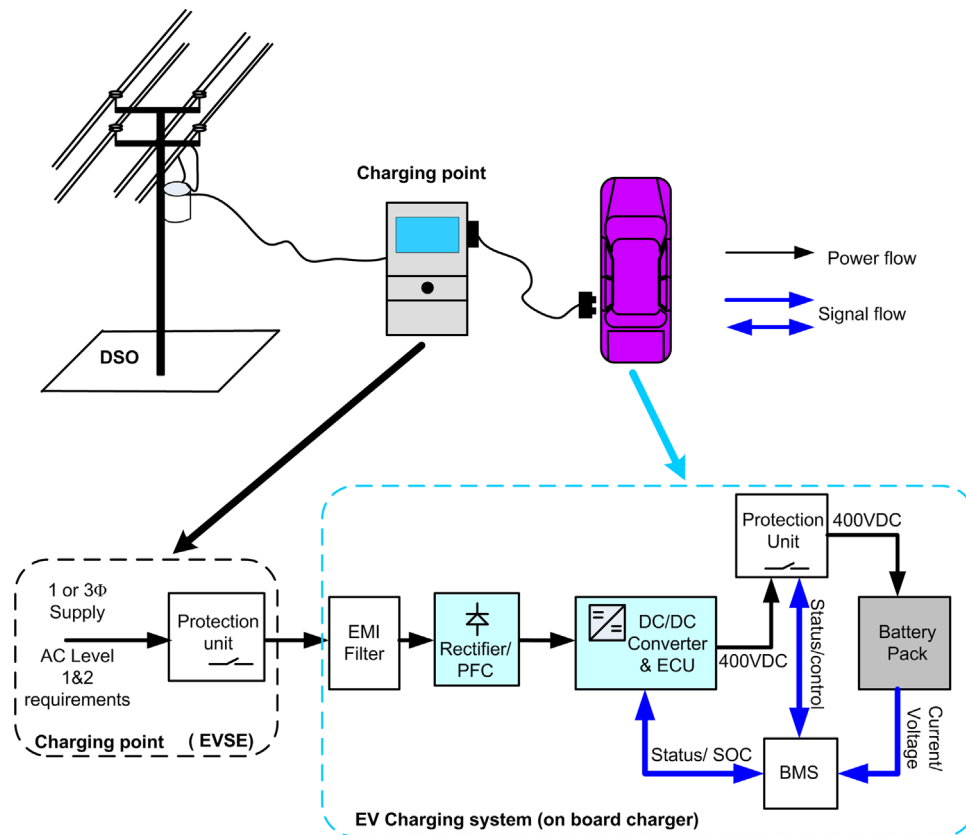 Charging point
Power flow
Signal flow
DSO
1 or 3Φ
Supply
AC Level
1&2
requirements
Protection
unit
Charging point ( EVSE)
EMI
Filter
Rectifier/
PFC
DC/DC
Converter
& ECU
400VDC
Protection
Unit
400VDC
Status/control
Battery
Pack
Current/
Voltage
Status/ SOC
BMS
EV Charging system (on board charger)